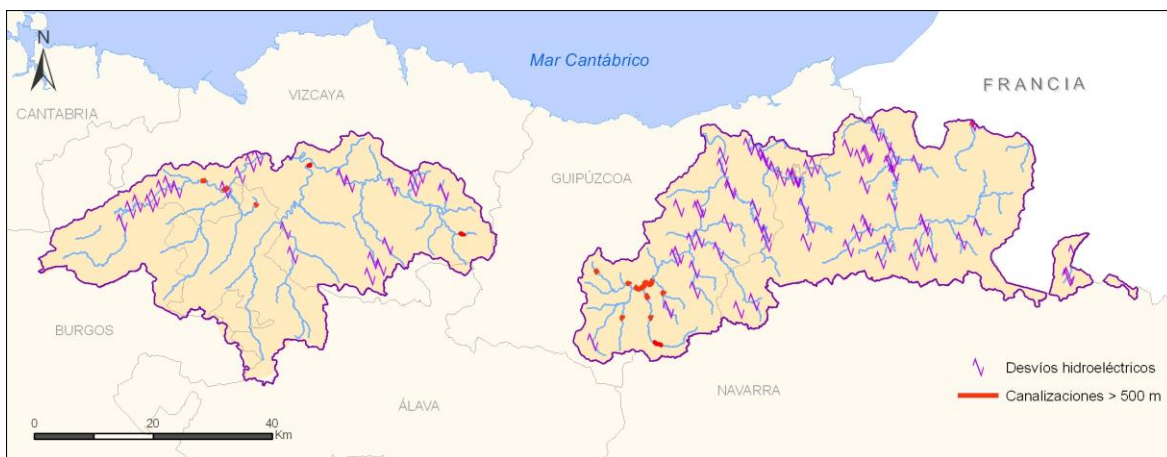 N
Mar Cantábrico
FRANCIA
VIZCAYA
CANTABRIA
GUIPÚZCOA
BURGOS
Desvíos hidroeléctricos
NAVARRA
Canalizaciones > 500 m
ÁLAVA
0 20 40
Km